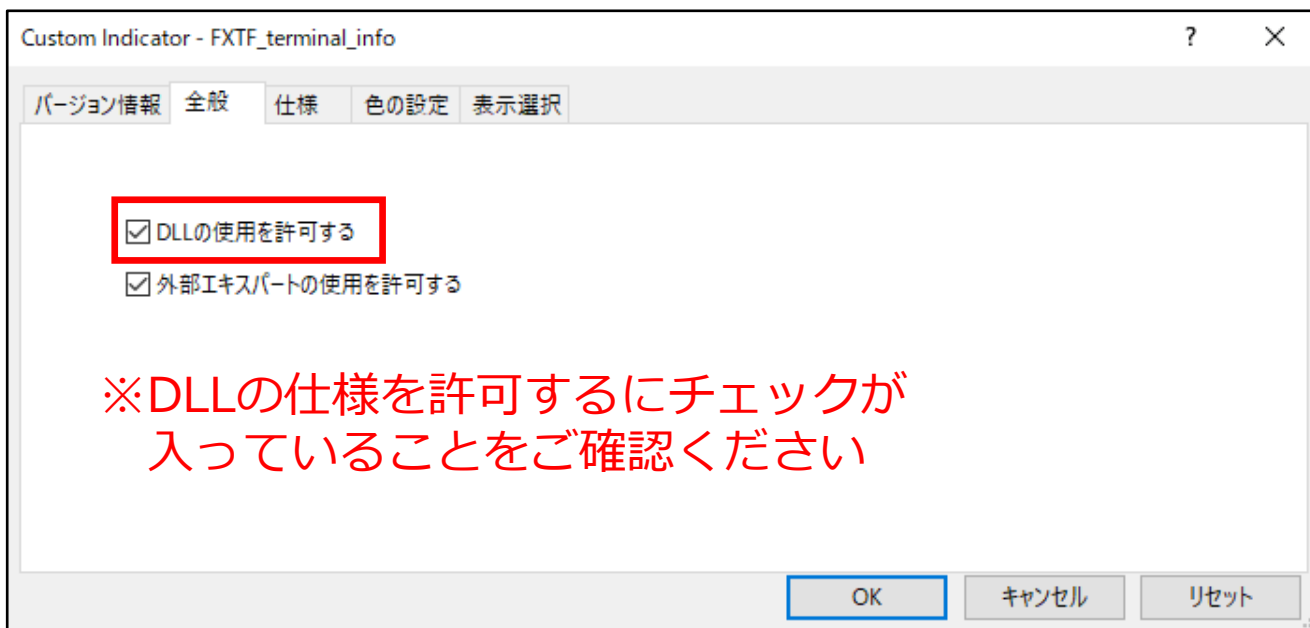 Custom Indicator - FXTF_terminal_info ? ×
バージョン情報 全般 仕様 色の設定 表示選択
DLLの使用を許可する
外部エキスパートの使用を許可する
※DLLの仕様を許可するにチェックが
入っていることをご確認ください
OK キャンセル リセット